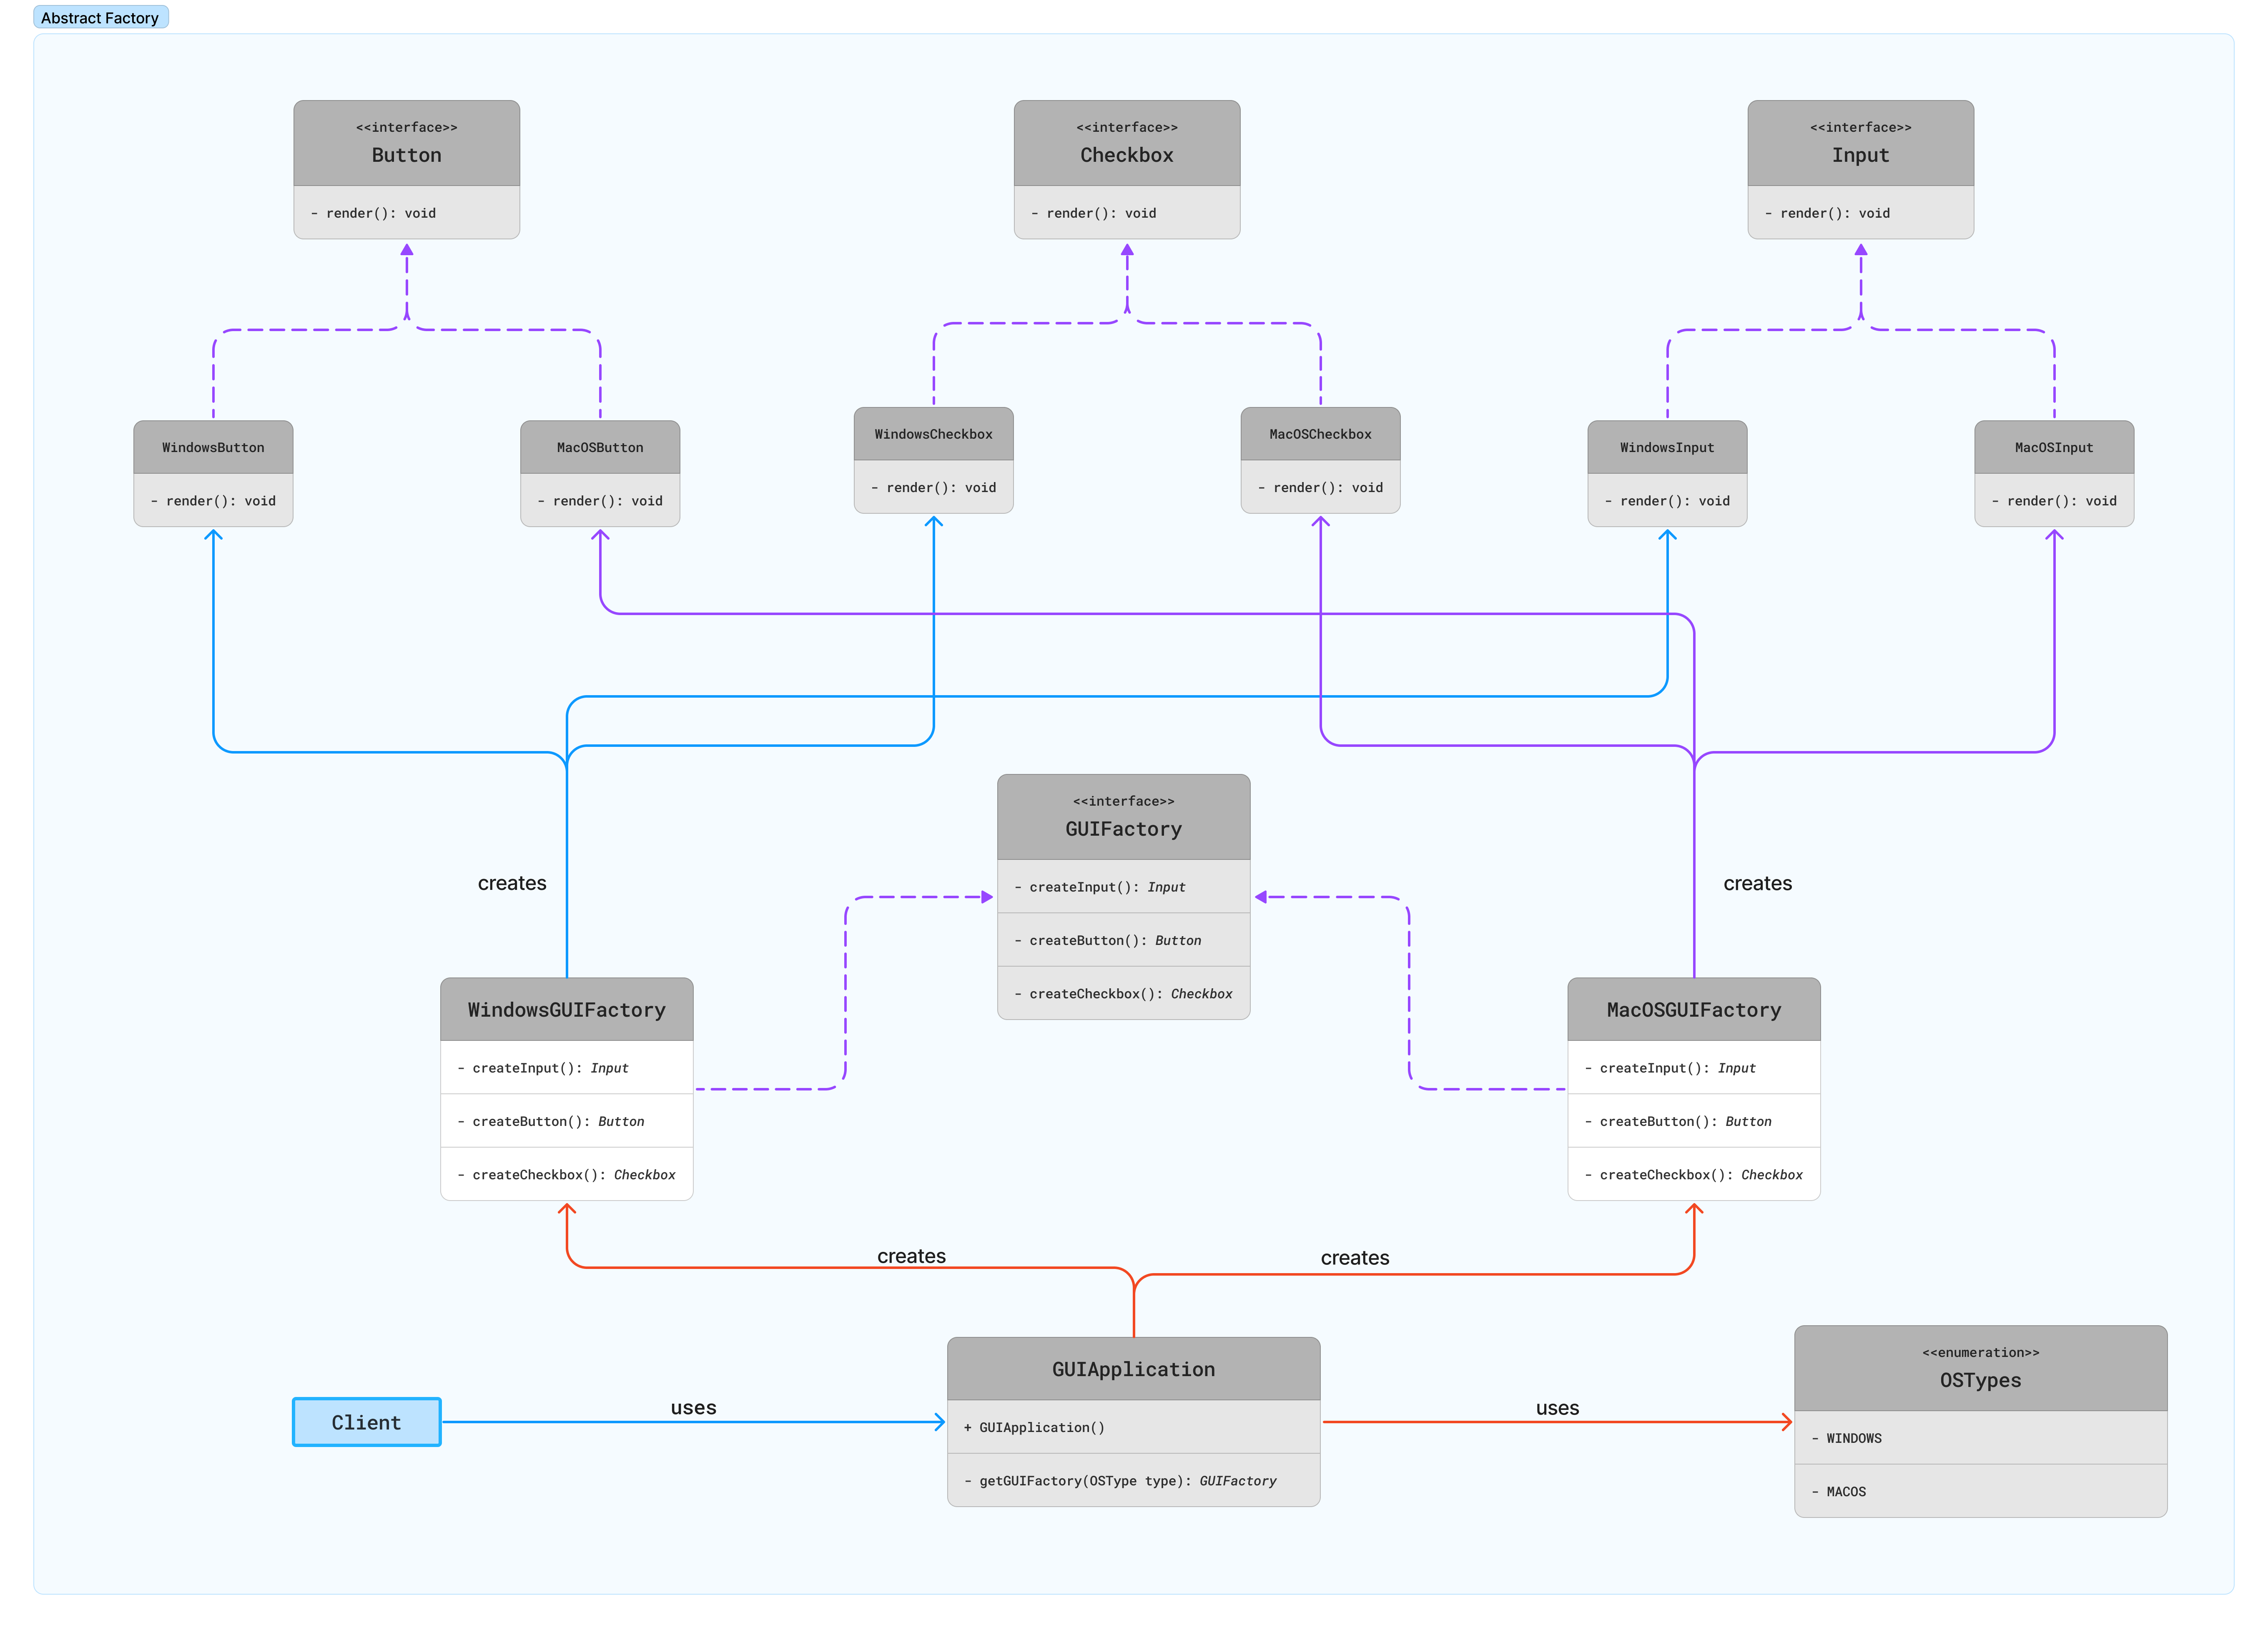 Abstract Factory
<<interface>>
Button
- render(): void
<<interface>>
Checkbox
- render(): void
<<interface>>
Input
- render(): void
WindowsButton
- render(): void
MacOSButton
- render(): void
WindowsCheckbox
- render(): void
MacOSCheckbox
- render(): void
WindowsInput
- render(): void
MacOSInput
- render(): void
creates
<<interface>>
GUIFactory
- createInput(): Input
- createButton(): Button
- createCheckbox(): Checkbox
creates
WindowsGUIFactory
- createInput(): Input
- createButton(): Button
- createCheckbox(): Checkbox
MacOSGUIFactory
- createInput(): Input
- createButton(): Button
- createCheckbox(): Checkbox
creates
creates
Client
uses
GUIApplication
+ GUIApplication()
- getGUIFactory(OSType type): GUIFactory
uses
<<enumeration>>
OSTypes
- WINDOWS
- MACOS